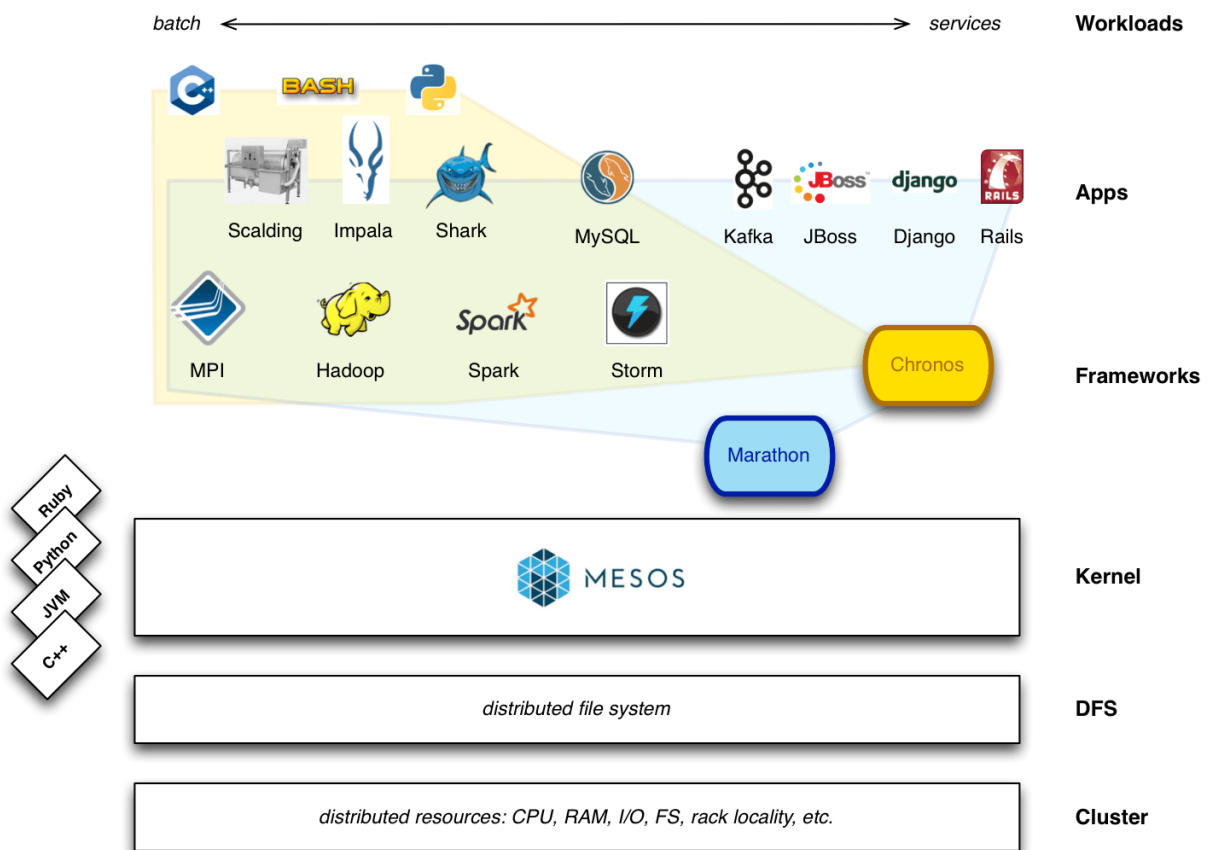 batch
services
Workloads
C++
BASH
JBoss
django
RAILS
Apps
Scalding
Impala
Shark
MySQL
Kafka
JBoss
Django
Rails
Spark
MPI
Hadoop
Spark
Storm
Chronos
Frameworks
Marathon
Ruby
Python
JVM
C++
MESOS
Kernel
distributed file system
DFS
distributed resources: CPU, RAM, I/O, FS, rack locality, etc.
Cluster